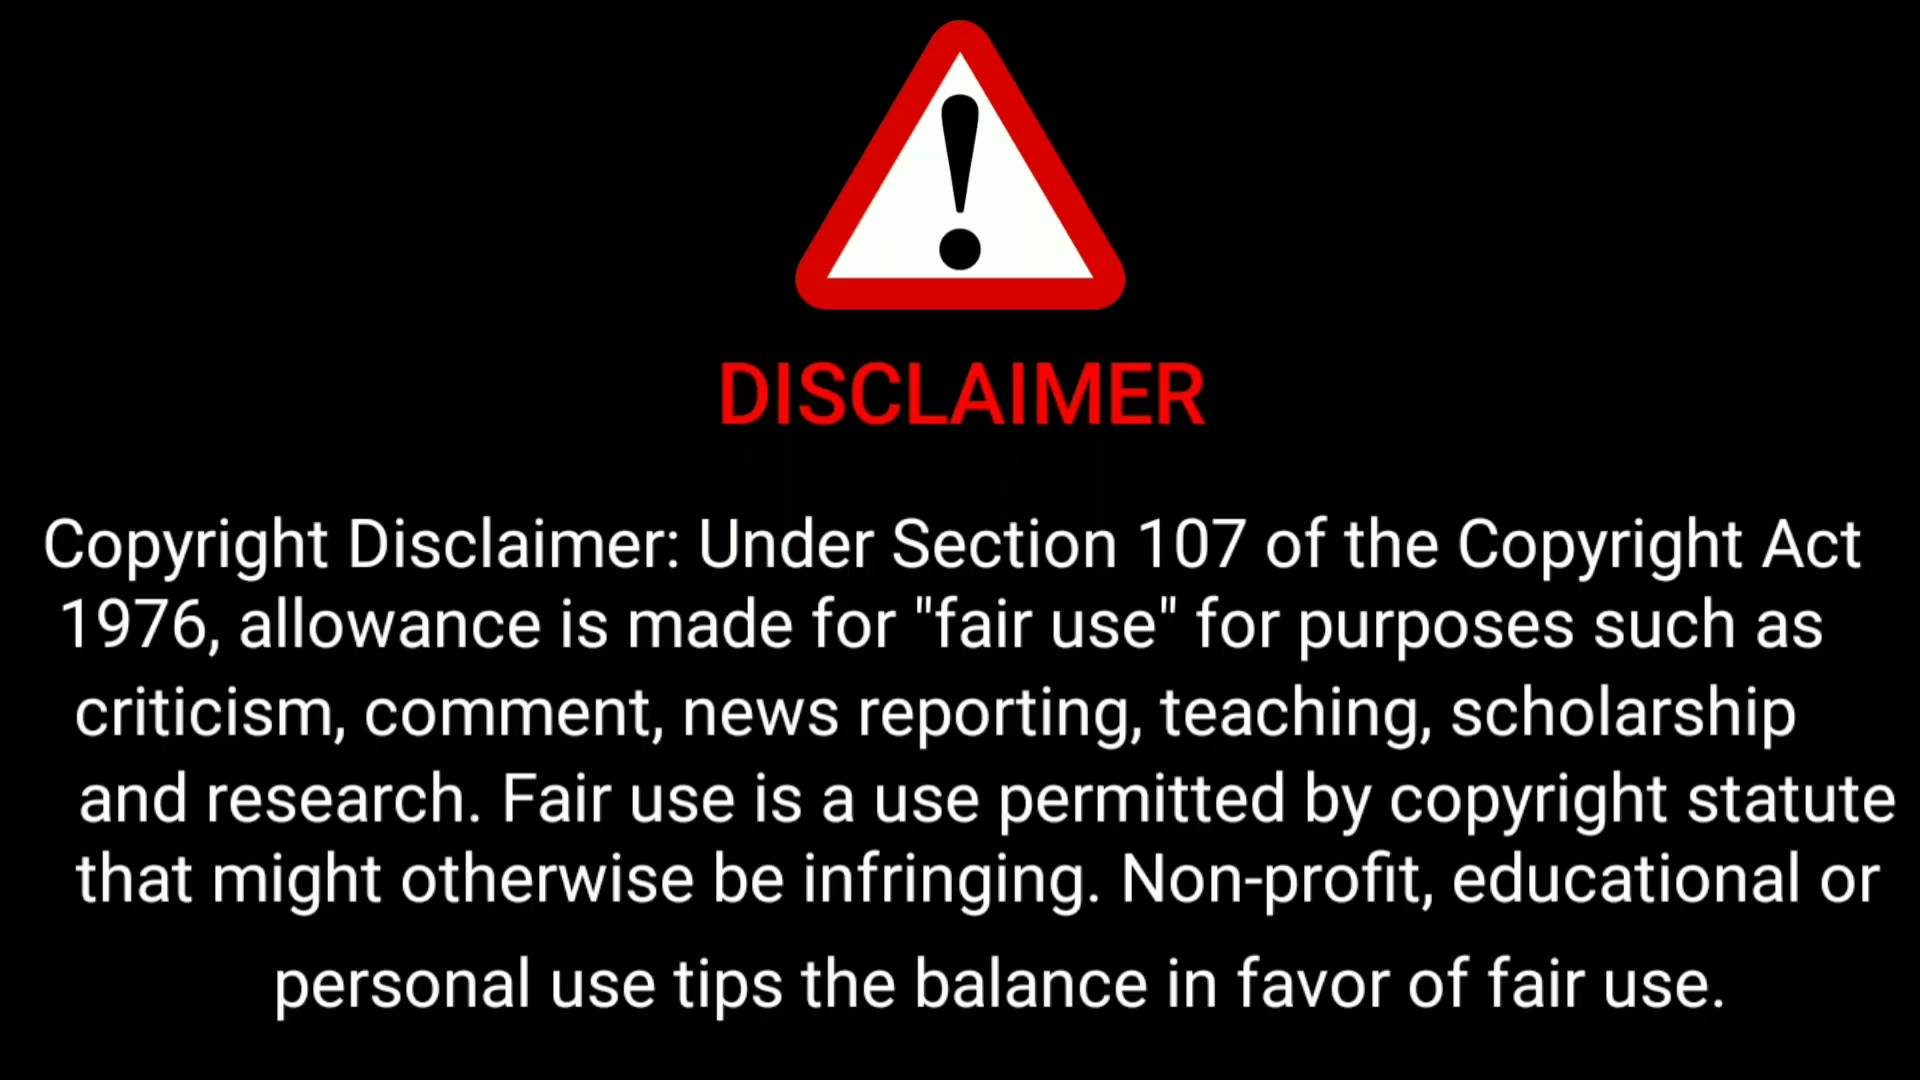 DISCLAIMER
Copyright Disclaimer: Under Section 107 of the Copyright Act
1976, allowance is made for "fair use" for purposes such as
criticism, comment, news reporting, teaching, scholarship
and research. Fair use is a use permitted by copyright statute
that might otherwise be infringing. Non-profit, educational or
personal use tips the balance in favor of fair use.